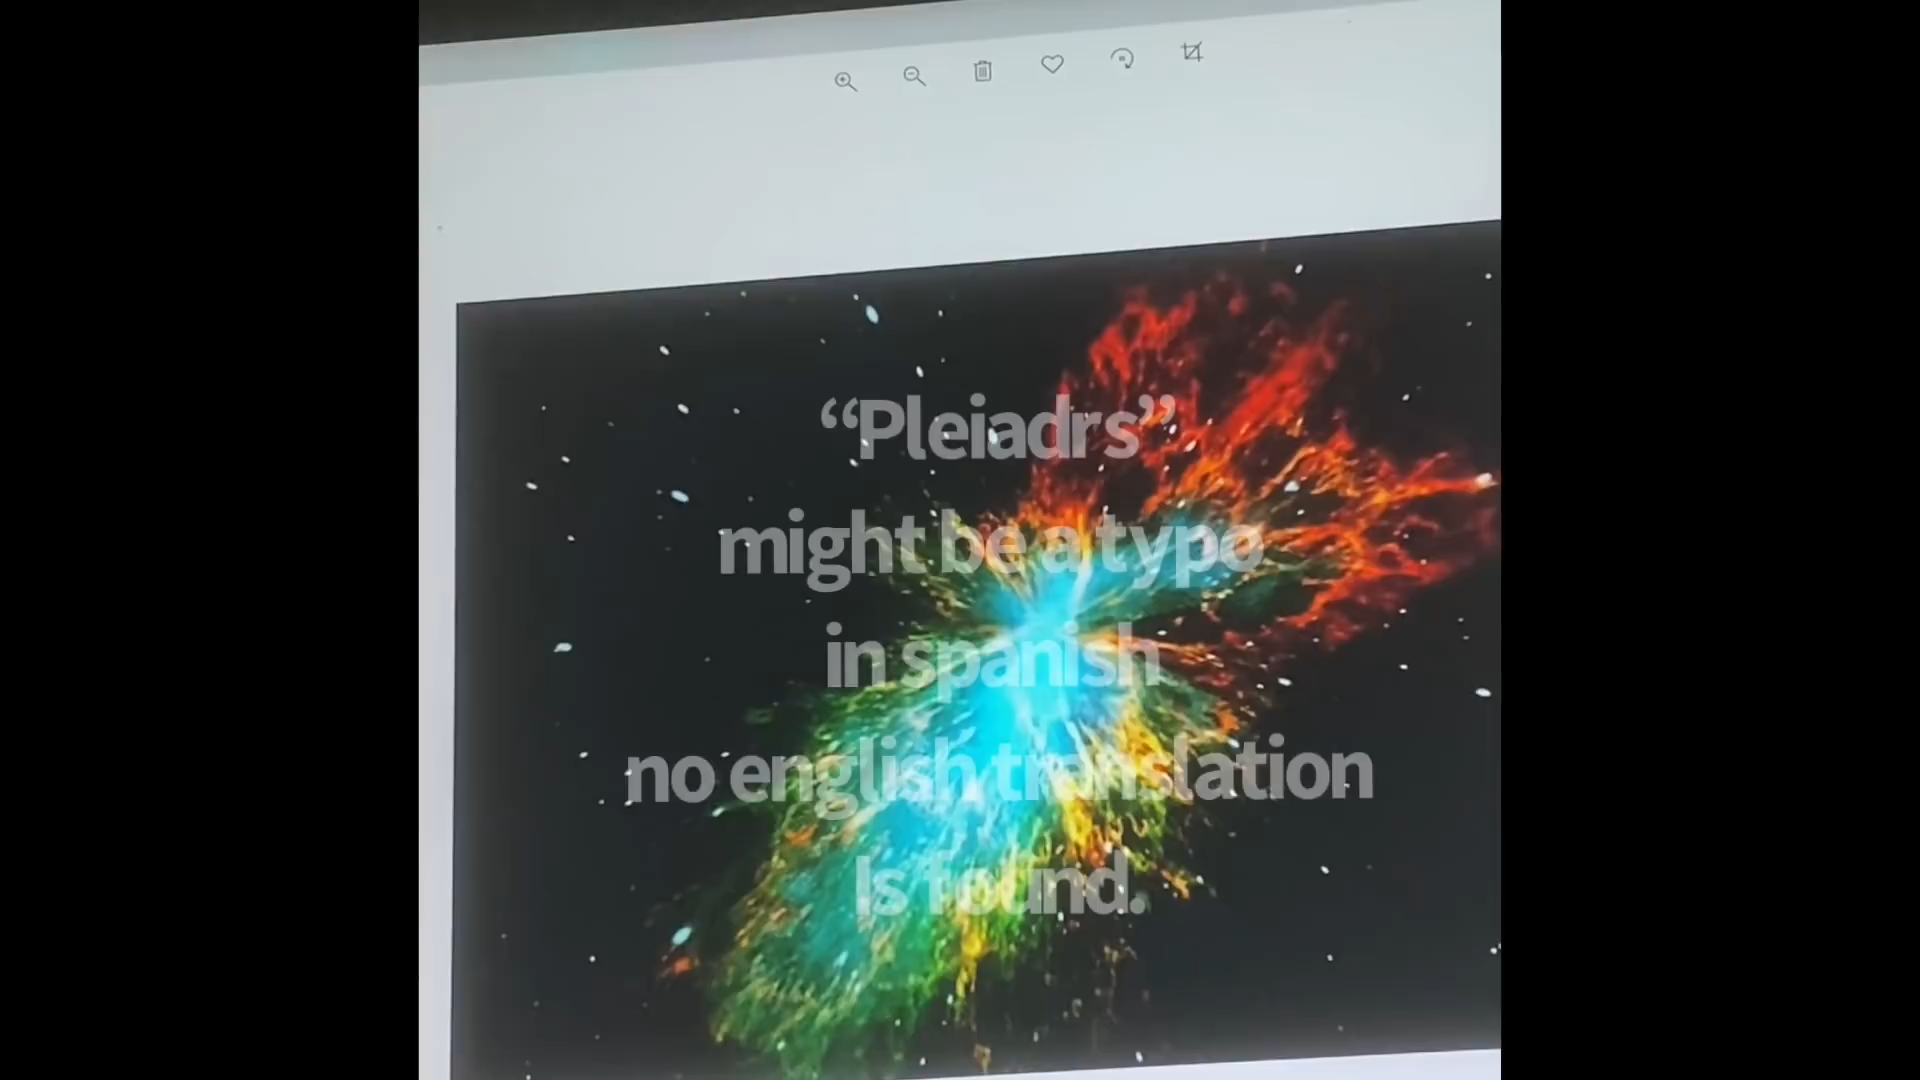 “Pleiadrs”
might be a typo
in spanish
no english translation
Is found.